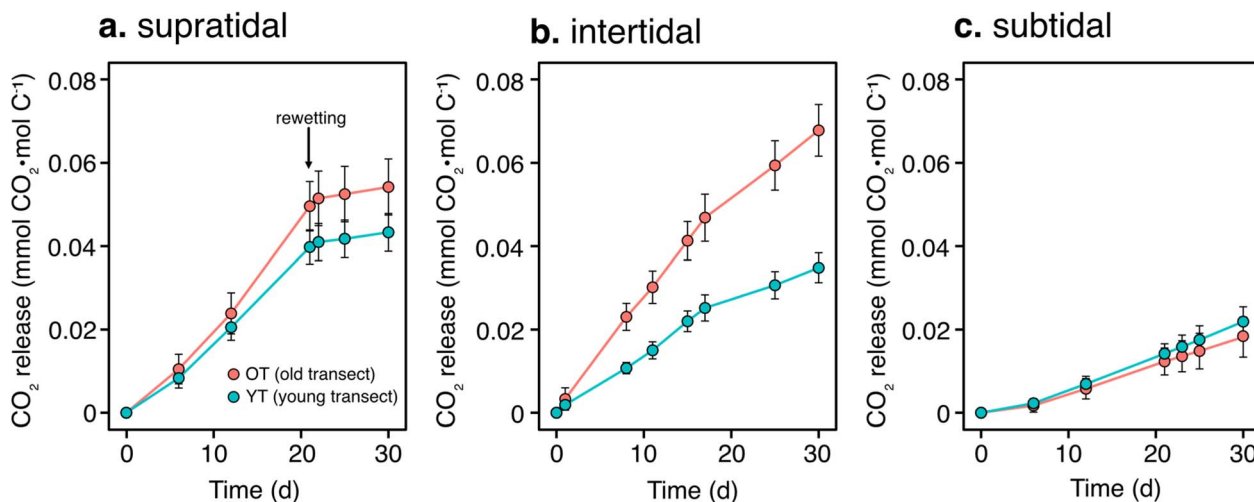 a. supratidal
b. intertidal
c. subtidal
CO₂ release (mmol CO₂•mol C⁻¹)
0.08
0.06
0.04
0.02
0
rewetting
OT (old transect)
YT (young transect)
0 10 20 30
Time (d)
CO₂ release (mmol CO₂•mol C⁻¹)
0.08
0.06
0.04
0.02
0
0 10 20 30
Time (d)
CO₂ release (mmol CO₂•mol C⁻¹)
0.08
0.06
0.04
0.02
0
0 10 20 30
Time (d)